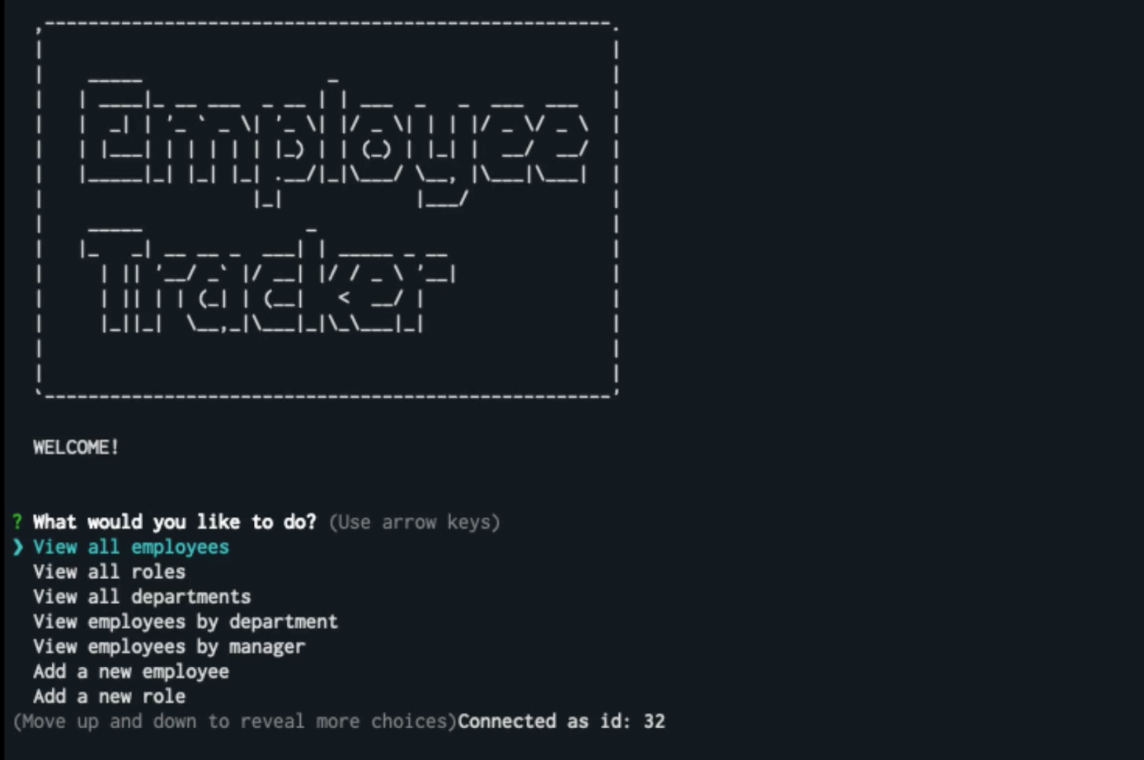 Employee
Tracker
WELCOME!
? What would you like to do? (Use arrow keys)
❯ View all employees
View all roles
View all departments
View employees by department
View employees by manager
Add a new employee
Add a new role
(Move up and down to reveal more choices)Connected as id: 32